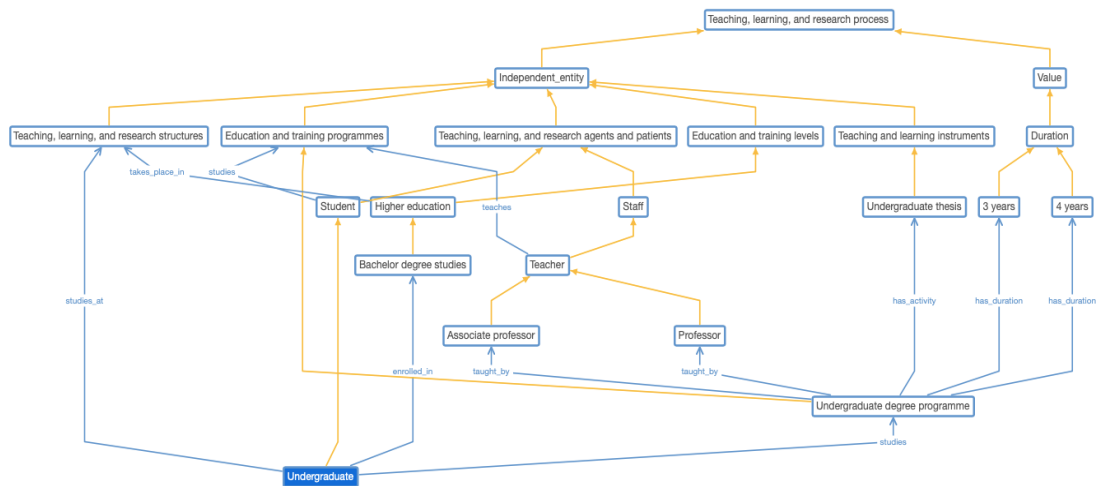 Teaching, learning, and research process
Independent_entity
Value
Teaching, learning, and research structures
Education and training programmes
Teaching, learning, and research agents and patients
Education and training levels
Teaching and learning instruments
Duration
takes_place_in
studies
Student
Higher education
teaches
Staff
Undergraduate thesis
3 years
4 years
Bachelor degree studies
Teacher
studies_at
has_activity
has_duration
has_duration
Associate professor
Professor
enrolled_in
taught_by
taught_by
Undergraduate degree programme
studies
Undergraduate